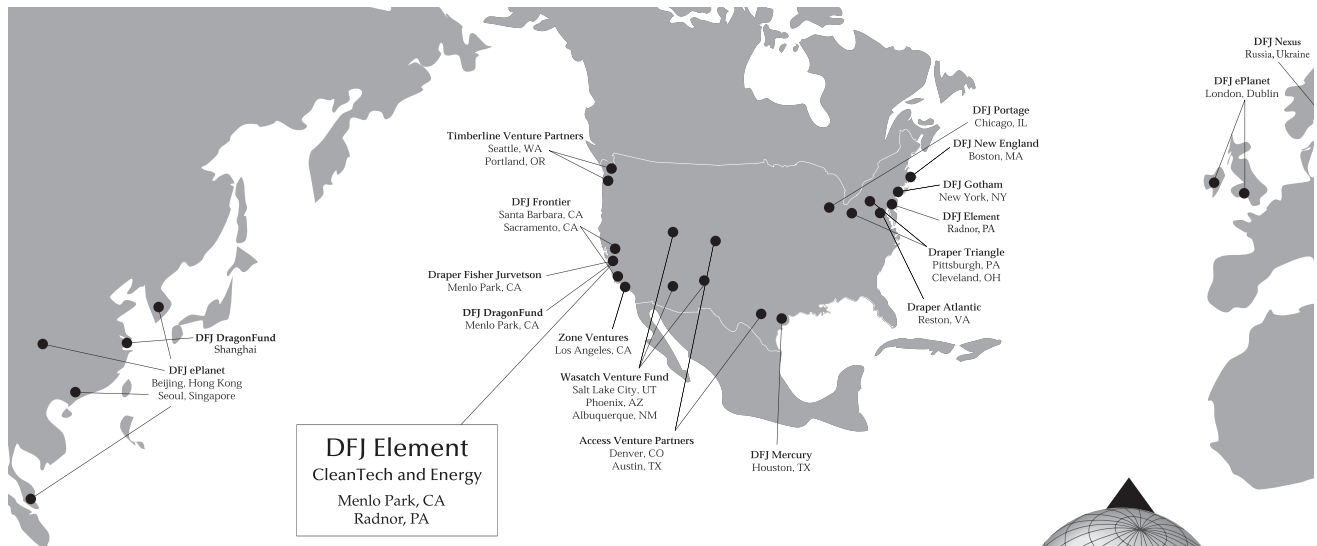 DFJ Nexus
Russia, Ukraine
DFJ ePlanet
London, Dublin
DFJ Portage
Chicago, IL
Timberline Venture Partners
Seattle, WA
Portland, OR
DFJ New England
Boston, MA
DFJ Gotham
New York, NY
DFJ Frontier
Santa Barbara, CA
Sacramento, CA
DFJ Element
Radnor, PA
Draper Triangle
Pittsburgh, PA
Cleveland, OH
Draper Fisher Jurvetson
Menlo Park, CA
Draper Atlantic
Reston, VA
DFJ DragonFund
Menlo Park, CA
DFJ DragonFund
Shanghai
Zone Ventures
Los Angeles, CA
DFJ ePlanet
Beijing, Hong Kong
Seoul, Singapore
Wasatch Venture Fund
Salt Lake City, UT
Phoenix, AZ
Albuquerque, NM
Access Venture Partners
Denver, CO
Austin, TX
DFJ Mercury
Houston, TX
DFJ Element
CleanTech and Energy
Menlo Park, CA
Radnor, PA